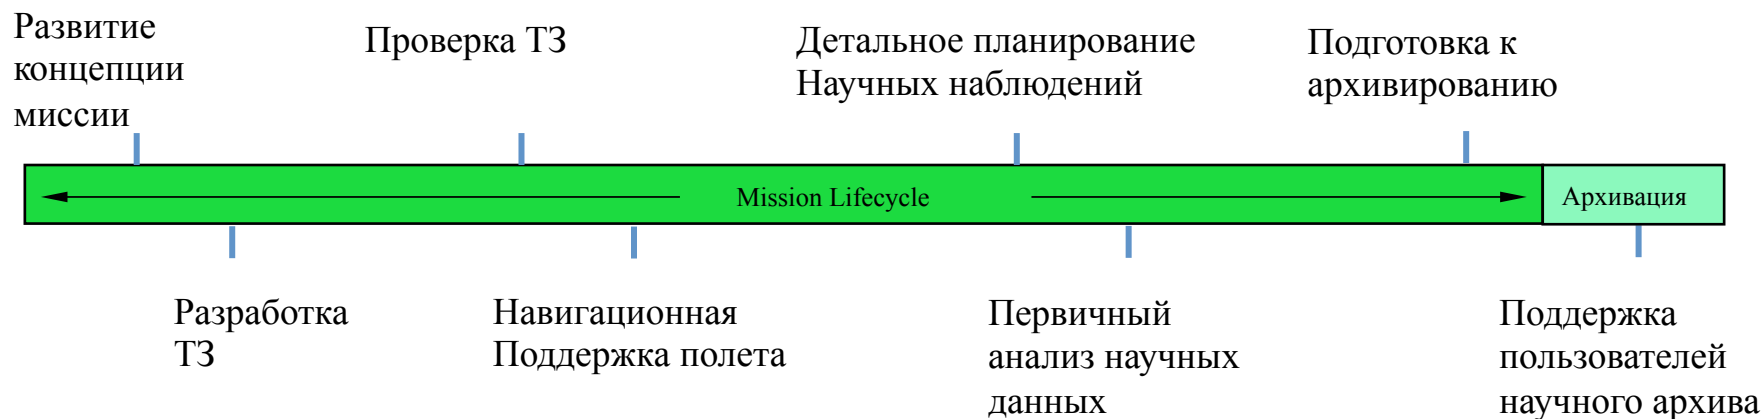 Развитие
концепции
миссии
Проверка ТЗ
Детальное планирование
Научных наблюдений
Подготовка к
архивированию
Mission Lifecycle
Архивация
Разработка
ТЗ
Навигационная
Поддержка полета
Первичный
анализ научных
данных
Поддержка
пользователей
научного архива